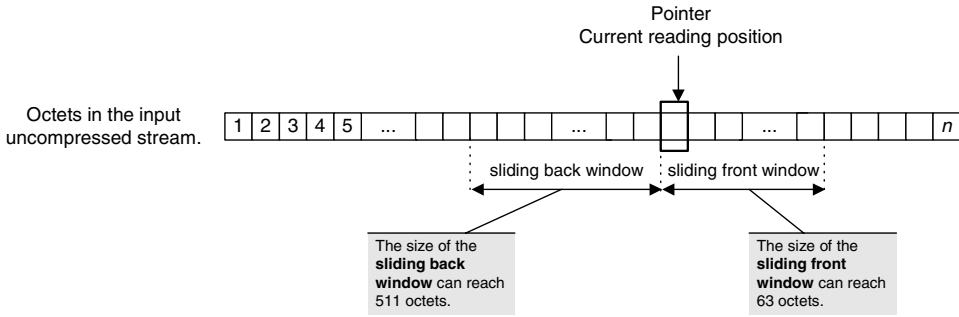 Pointer
Current reading position
Octets in the input
uncompressed stream.
1 2 3 4 5 ... ... ... n
sliding back window sliding front window
The size of the
sliding back
window can reach
511 octets.
The size of the
sliding front
window can reach
63 octets.